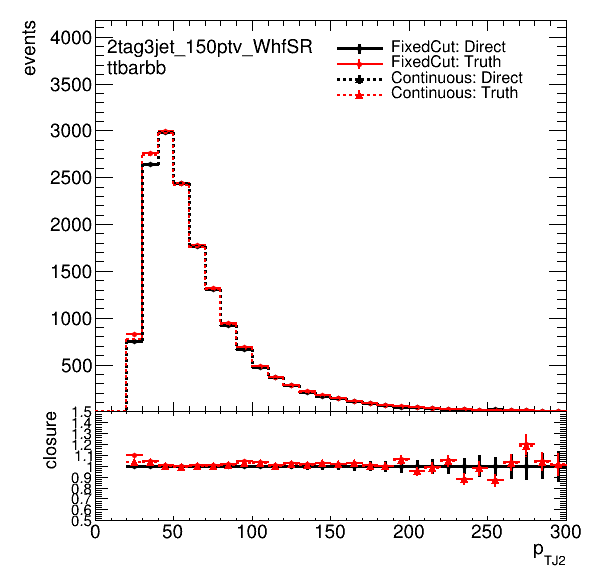 events
4000
3500
3000
2500
2000
1500
1000
500
2tag3jet_150ptv_WhfSR
ttbarbb
FixedCut: Direct
FixedCut: Truth
Continuous: Direct
Continuous: Truth
closure
1.5
1.4
1.3
1.2
1.1
1
0.9
0.8
0.7
0.6
0.5
0 50 100 150 200 250 300
pTJ2